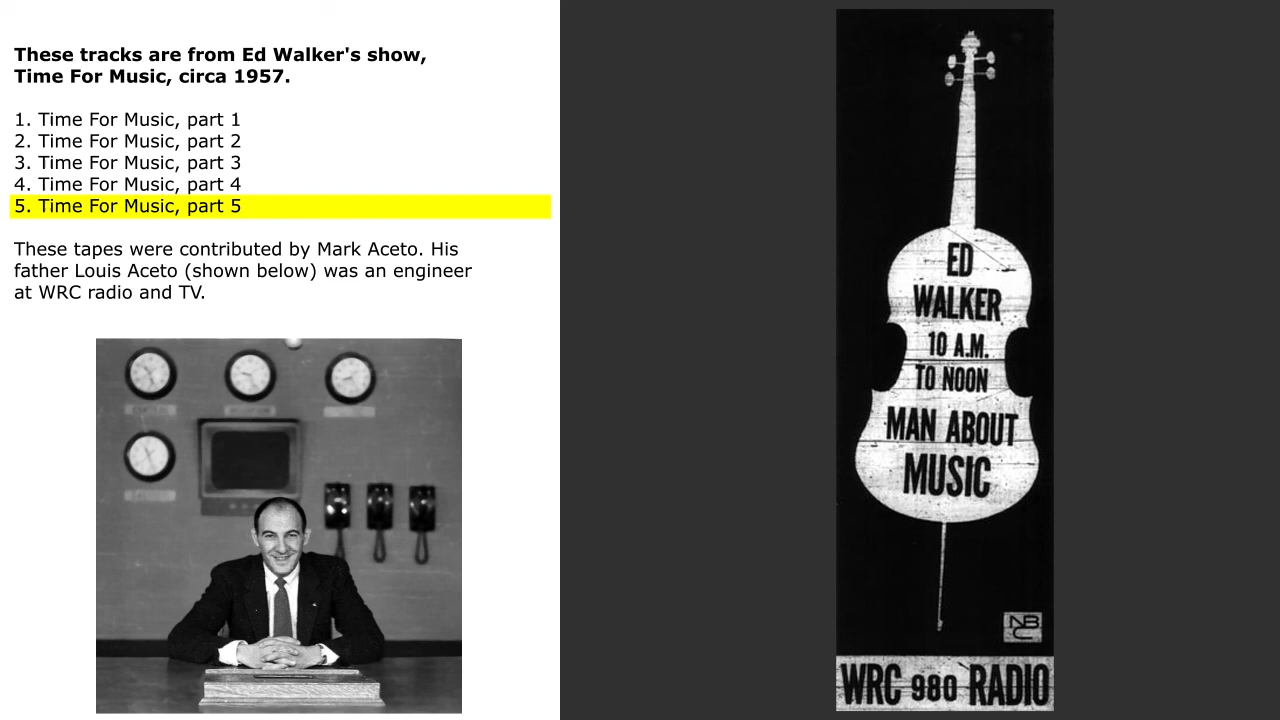 These tracks are from Ed Walker's show,
Time For Music, circa 1957.
1. Time For Music, part 1
2. Time For Music, part 2
3. Time For Music, part 3
4. Time For Music, part 4
5. Time For Music, part 5
These tapes were contributed by Mark Aceto. His
father Louis Aceto (shown below) was an engineer
at WRC radio and TV.
ED
WALKER
10 A.M.
TO NOON
MAN ABOUT
MUSIC
NBC
WRC 980 RADIO